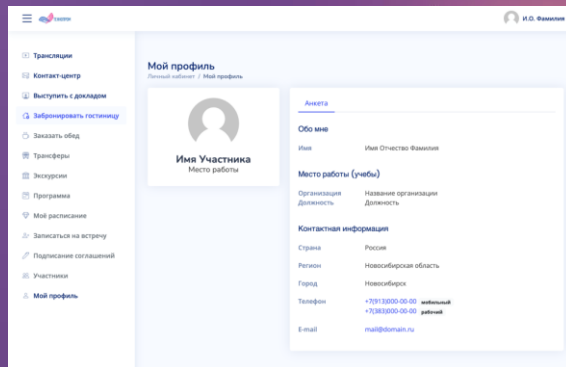 И.О. Фамилия
Трансляции
Контакт-центр
Выступить с докладом
Забронировать гостиницу
Заказать обед
Трансферы
Экскурсии
Программа
Мой расписание
Записаться на встречу
Подписание соглашений
Участники
Мой профиль
Мой профиль
Личный кабинет / Мой профиль
Имя Участника
Место работы
Анкета
Обо мне
Имя Имя Отчество Фамилия
Место работы (учебы)
Организация Название организации
Должность Должность
Контактная информация
Страна Россия
Регион Новосибирская область
Город Новосибирск
Телефон +7(913)000-00-00 мобильный
+7(383)000-00-00 рабочий
E-mail mail@domain.ru